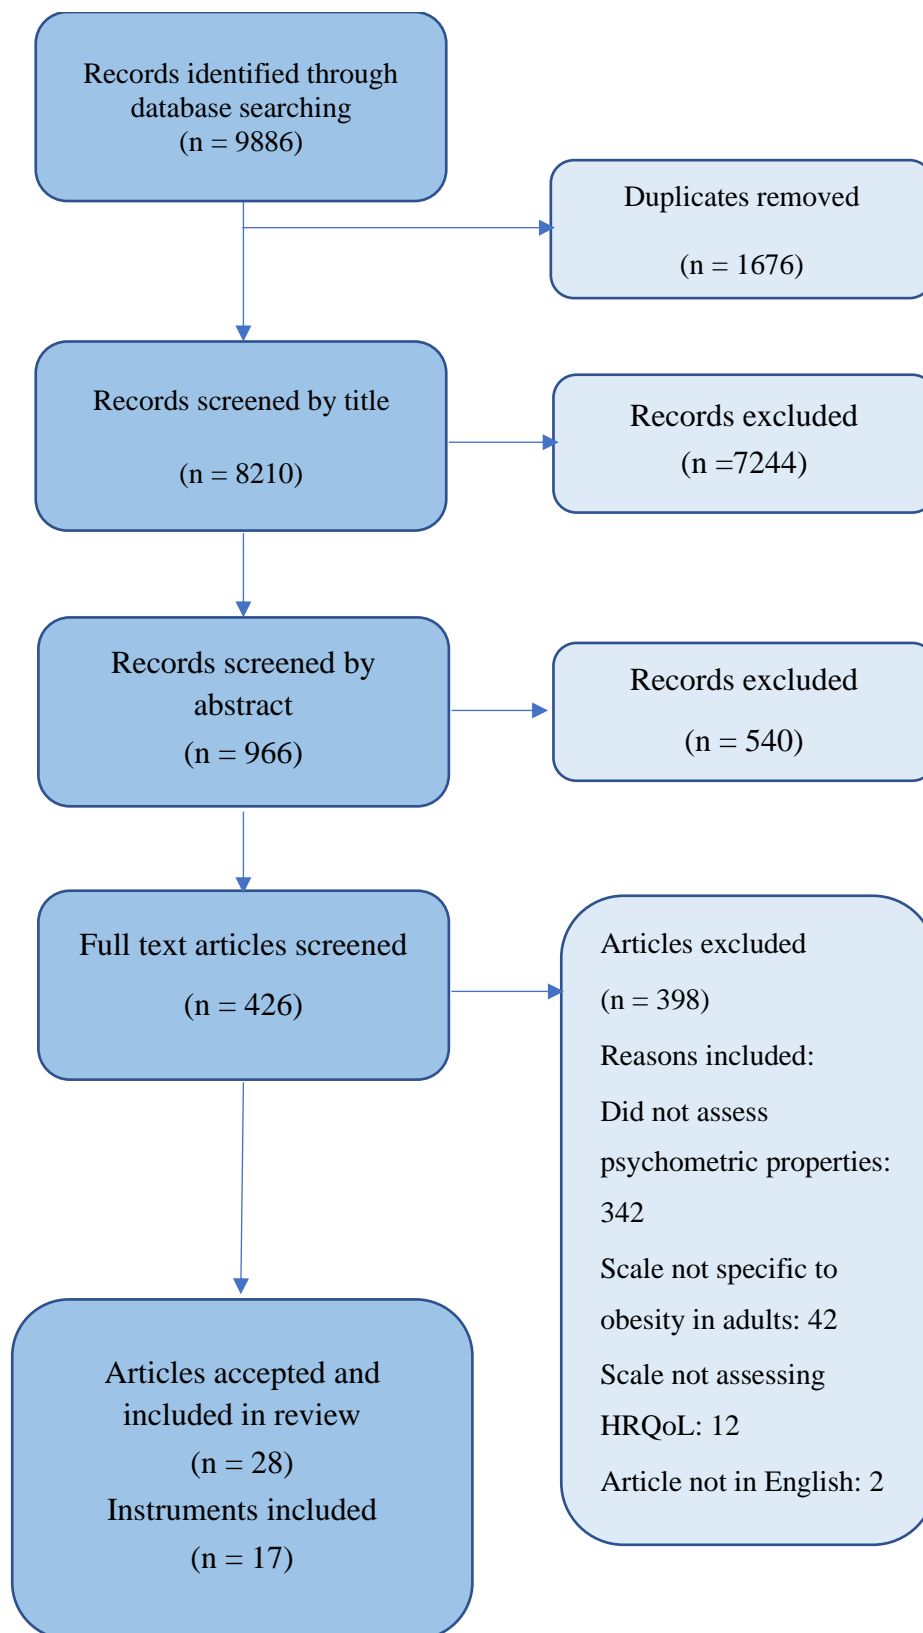 Records identified through
database searching
(n = 9886)
Duplicates removed
(n = 1676)
Records screened by title
(n = 8210)
Records excluded
(n =7244)
Records screened by
abstract
(n = 966)
Records excluded
(n = 540)
Full text articles screened
(n = 426)
Articles excluded
(n = 398)
Reasons included:
Did not assess
psychometric properties:
342
Scale not specific to
obesity in adults: 42
Scale not assessing
HRQoL: 12
Article not in English: 2
Articles accepted and
included in review
(n = 28)
Instruments included
(n = 17)